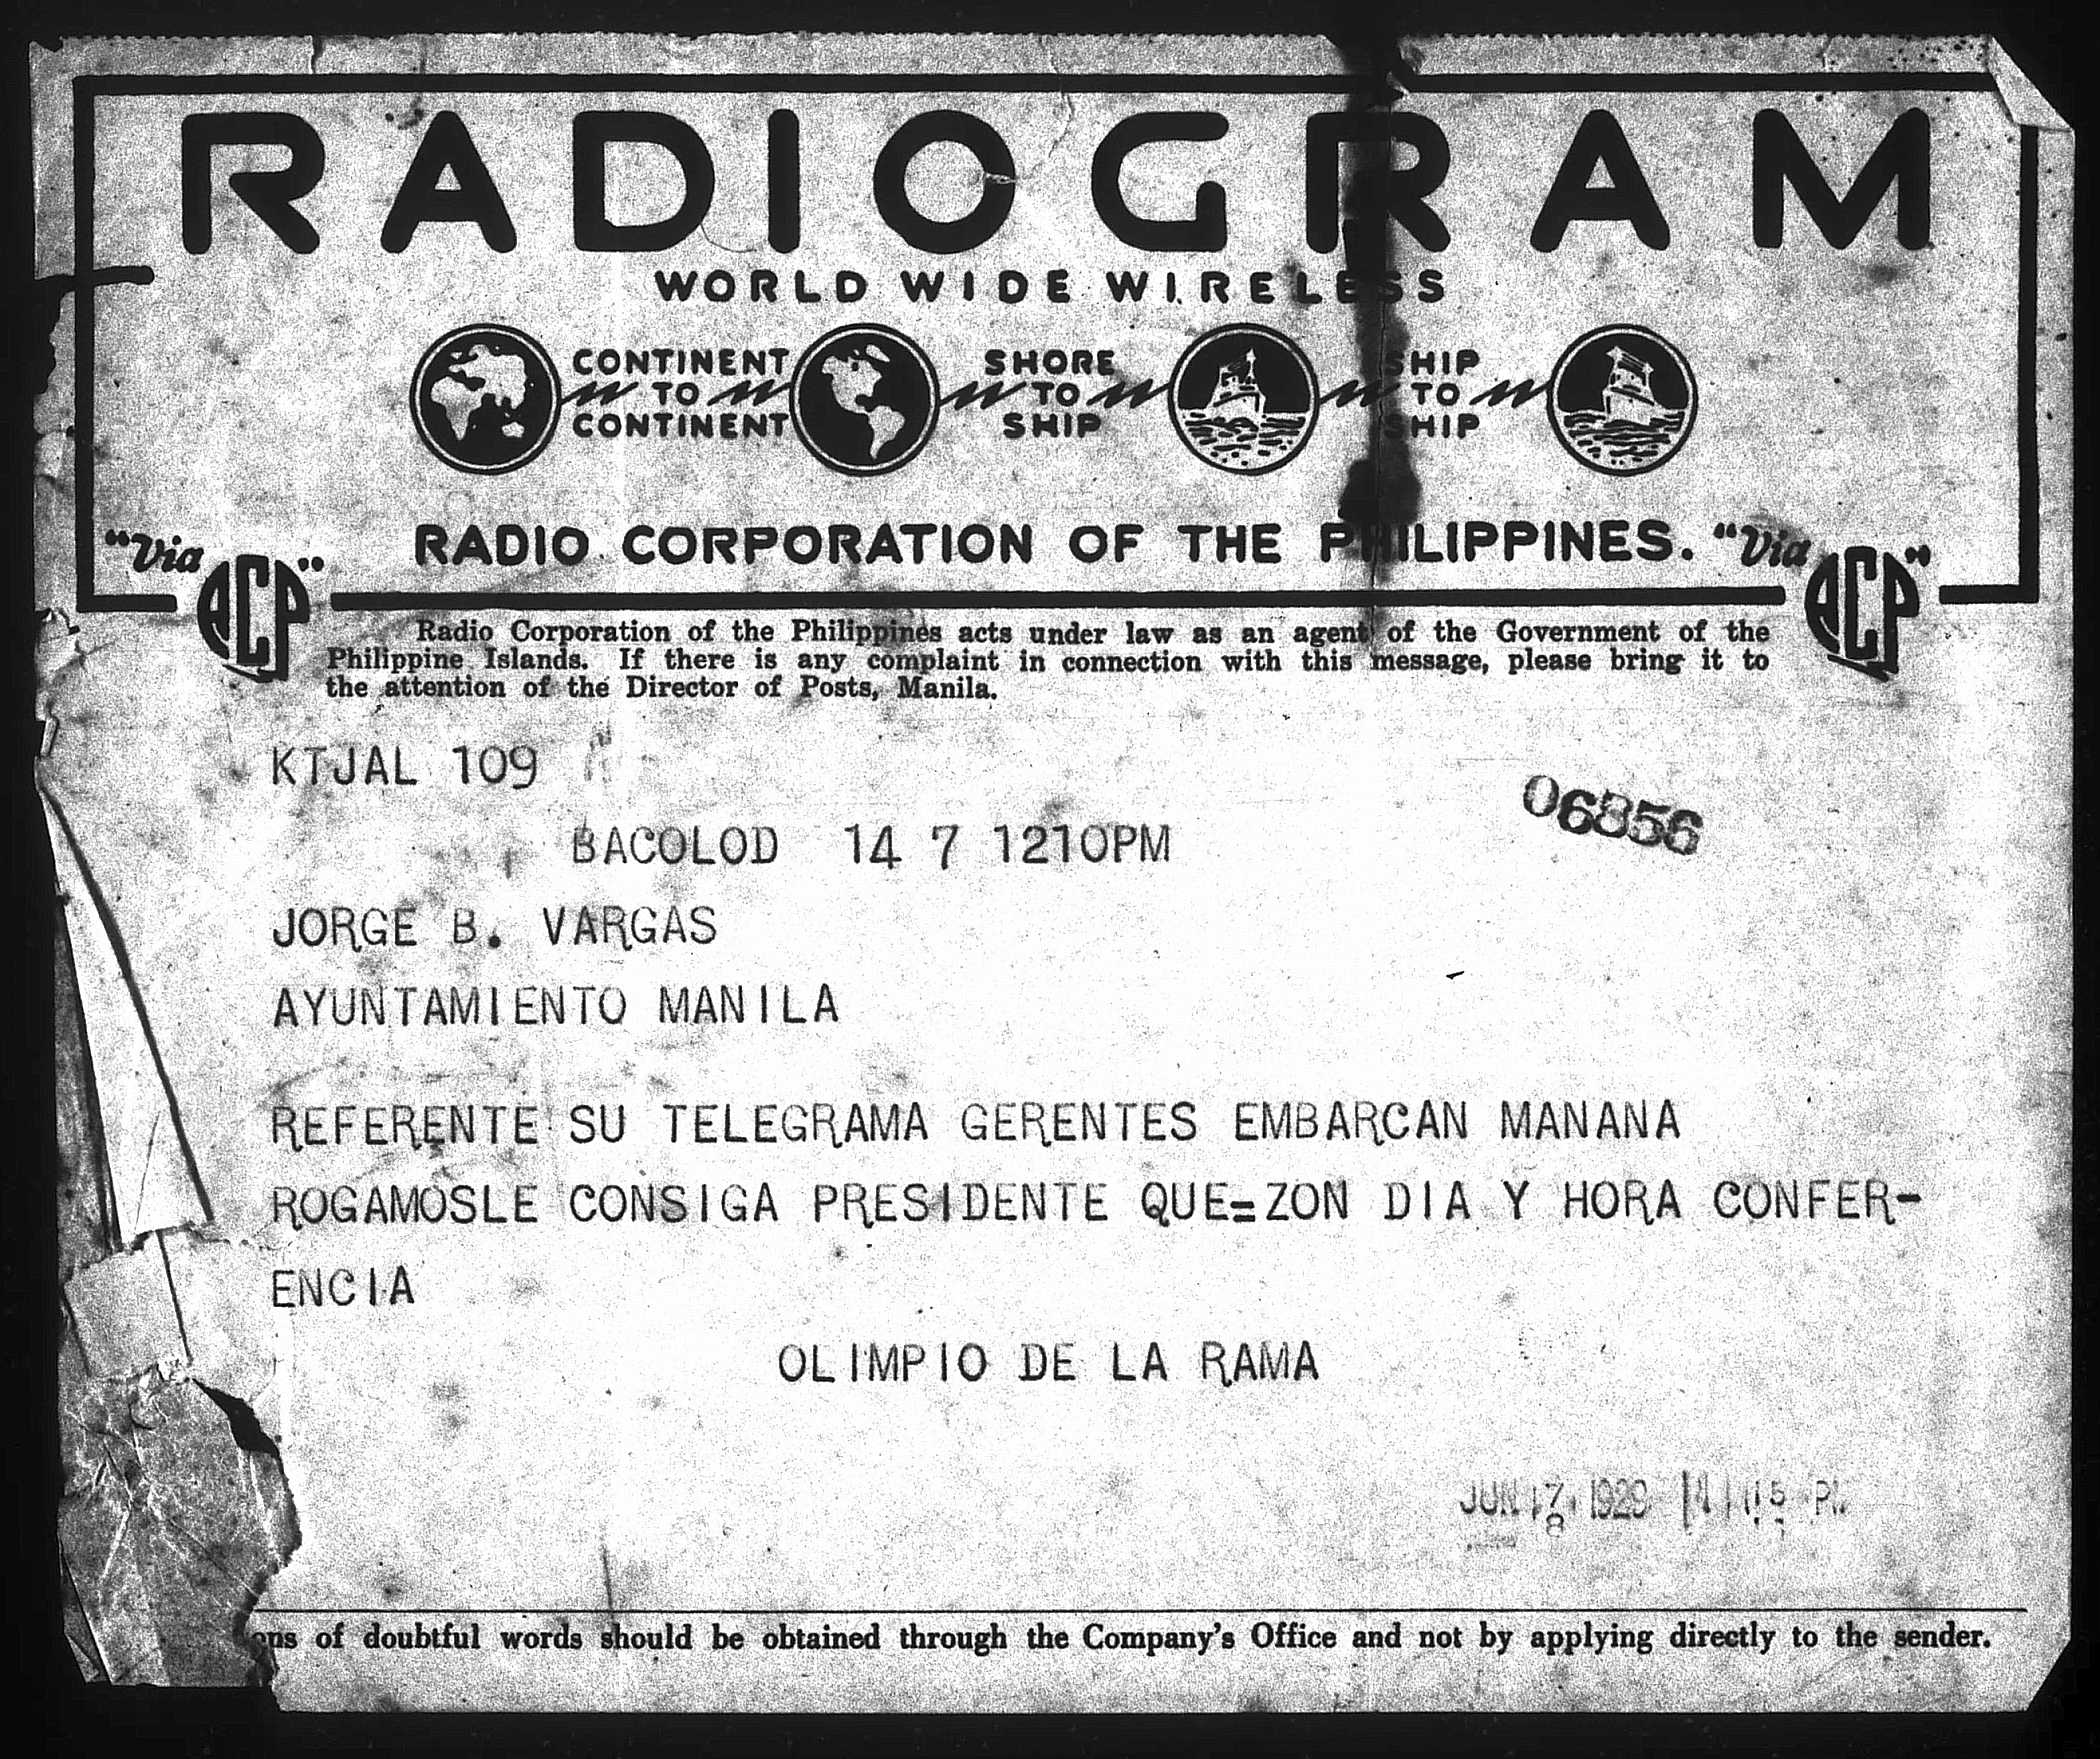 RADIOGRAM
WORLD WIDE WIRELESS
CONTINENT TO CONTINENT
SHORE TO SHIP
SHIP TO SHIP
"Via RCP"
RADIO CORPORATION OF THE PHILIPPINES.
"Via RCP"
Radio Corporation of the Philippines acts under law as an agent of the Government of the
Philippine Islands. If there is any complaint in connection with this message, please bring it to
the attention of the Director of Posts, Manila.
KTJAL 109
06856
BACOLOD 14 7 1210PM
JORGE B. VARGAS
AYUNTAMIENTO MANILA
REFERENTE SU TELEGRAMA GERENTES EMBARCAN MANANA
ROGAMOSLE CONSIGA PRESIDENTE QUE=ZON DIA Y HORA CONFER-
ENCIA
OLIMPIO DE LA RAMA
JUN 1929
of doubtful words should be obtained through the Company's Office and not by applying directly to the sender.